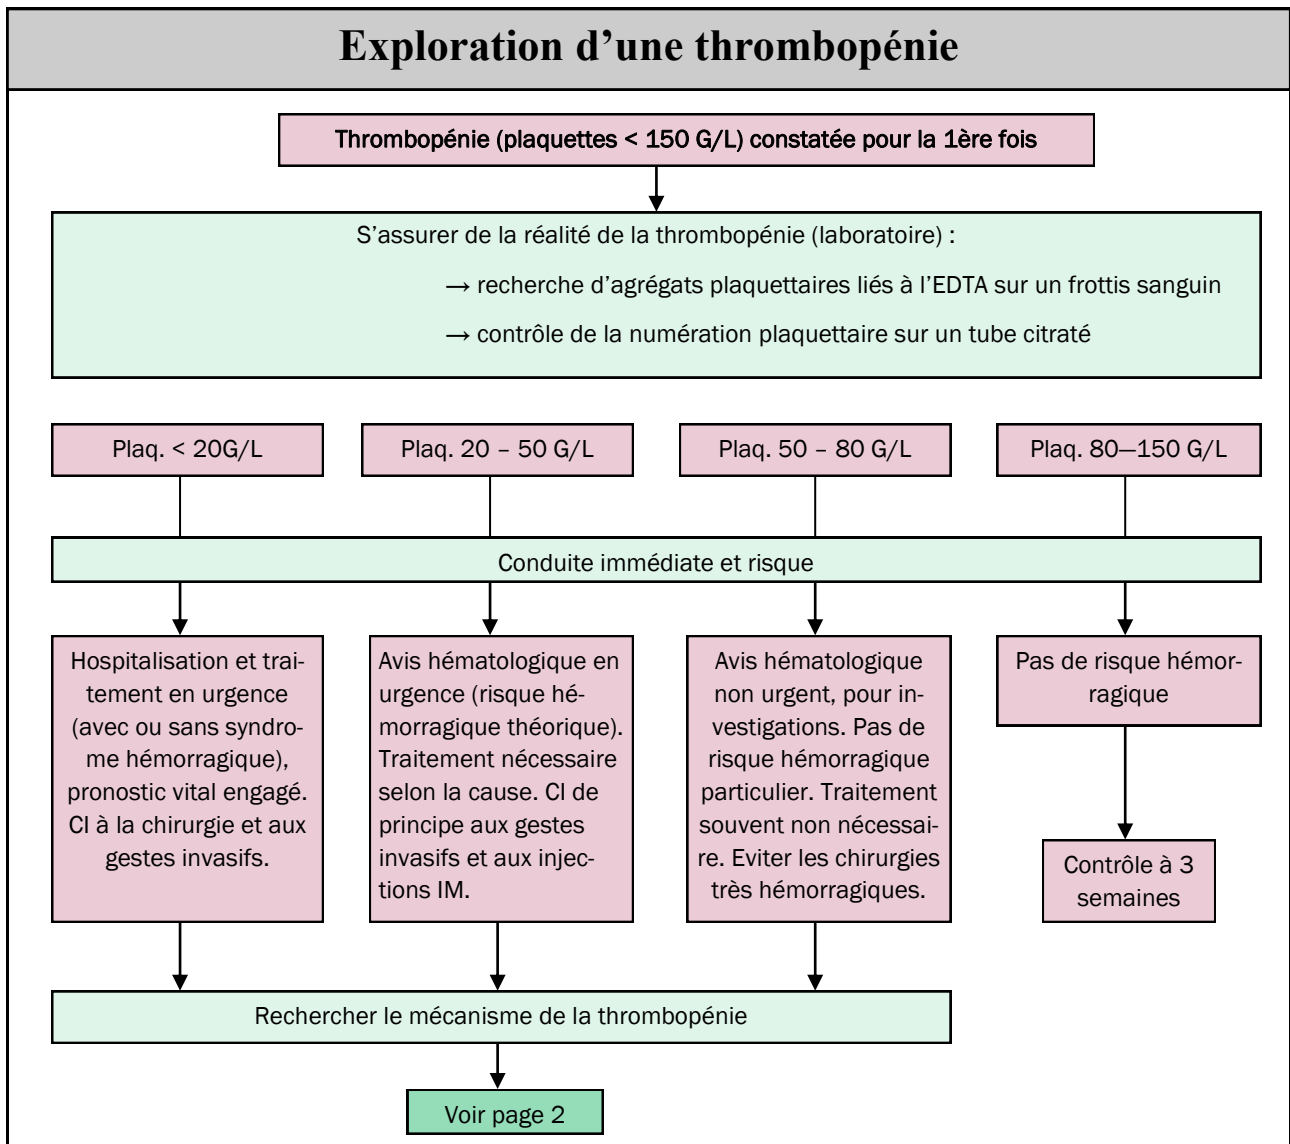 Exploration d’une thrombopénie
Thrombopénie (plaquettes < 150 G/L) constatée pour la 1ère fois
S’assurer de la réalité de la thrombopénie (laboratoire) :
→ recherche d’agrégats plaquettaires liés à l’EDTA sur un frottis sanguin
→ contrôle de la numération plaquettaire sur un tube citraté
Plaq. < 20G/L
Plaq. 20 – 50 G/L
Plaq. 50 – 80 G/L
Plaq. 80—150 G/L
Conduite immédiate et risque
Hospitalisation et trai-
tement en urgence
(avec ou sans syndro-
me hémorragique),
pronostic vital engagé.
CI à la chirurgie et aux
gestes invasifs.
Avis hématologique en
urgence (risque hé-
morragique théorique).
Traitement nécessaire
selon la cause. CI de
principe aux gestes
invasifs et aux injec-
tions IM.
Avis hématologique
non urgent, pour in-
vestigations. Pas de
risque hémorragique
particulier. Traitement
souvent non nécessai-
re. Eviter les chirurgies
très hémorragiques.
Pas de risque hémor-
ragique
Contrôle à 3
semaines
Rechercher le mécanisme de la thrombopénie
Voir page 2